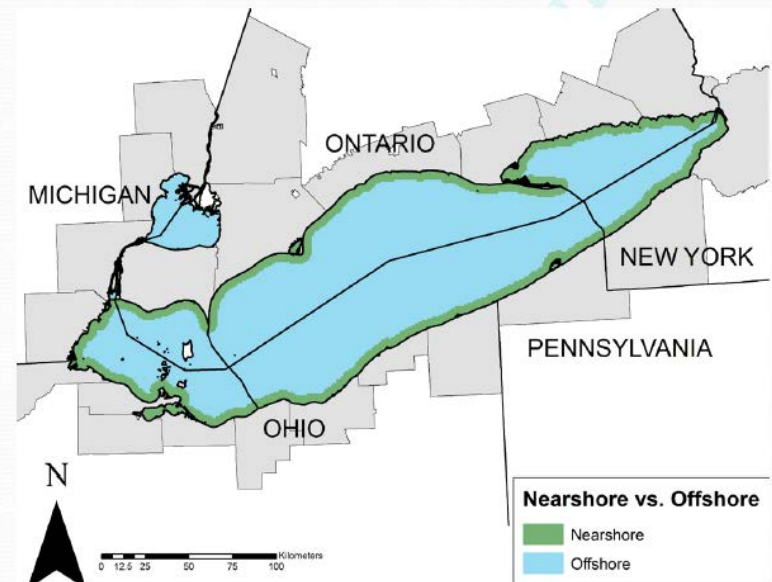 ONTARIO
MICHIGAN
NEW YORK
PENNSYLVANIA
OHIO
N
Kilometers
0 12.5 25 50 75 100
Nearshore vs. Offshore
Nearshore
Offshore